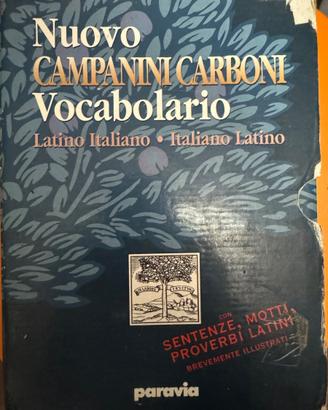 Nuovo
CAMPANINI CARBONI
Vocabolario
Latino Italiano • Italiano Latino
CON
SENTENZE, MOTTI,
PROVERBI LATINI
BREVEMENTE ILLUSTRATI
paravia